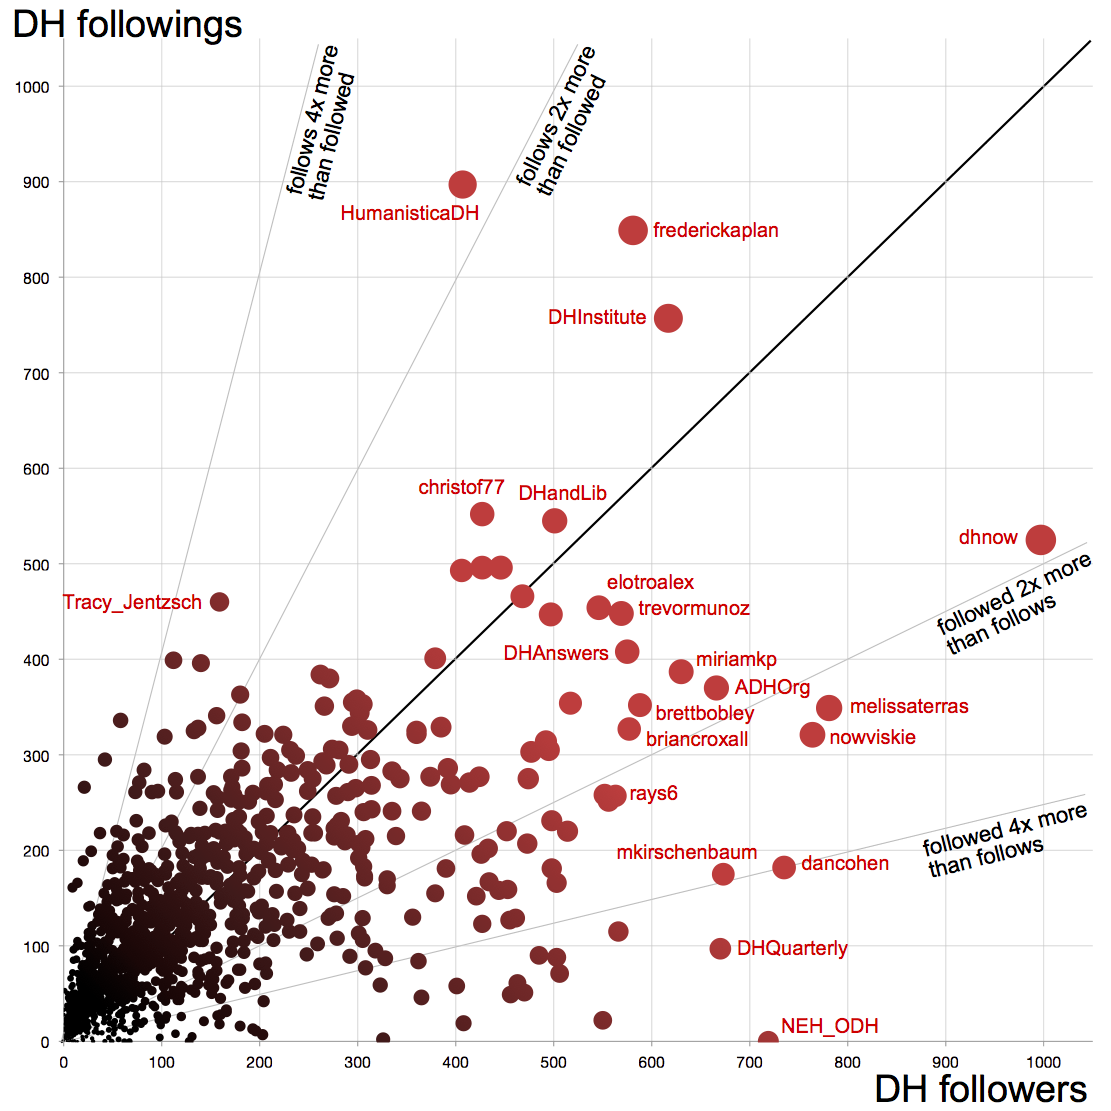 DH followings
1000
900
800
700
600
500
400
300
200
100
0
follows 4x more
than followed
follows 2x more
than followed
HumanisticaDH
frederickaplan
DHInstitute
christof77
DHandLib
dhnow
followed 2x more
than follows
Tracy_Jentzsch
elotroalex
trevormunoz
DHAnswers
miriamkp
ADHOrg
brettbobley
briancroxall
melissaterras
nowviskie
rays6
followed 4x more
than follows
mkirschenbaum
dancohen
DHQuarterly
NEH_ODH
0 100 200 300 400 500 600 700 800 900 1000
DH followers